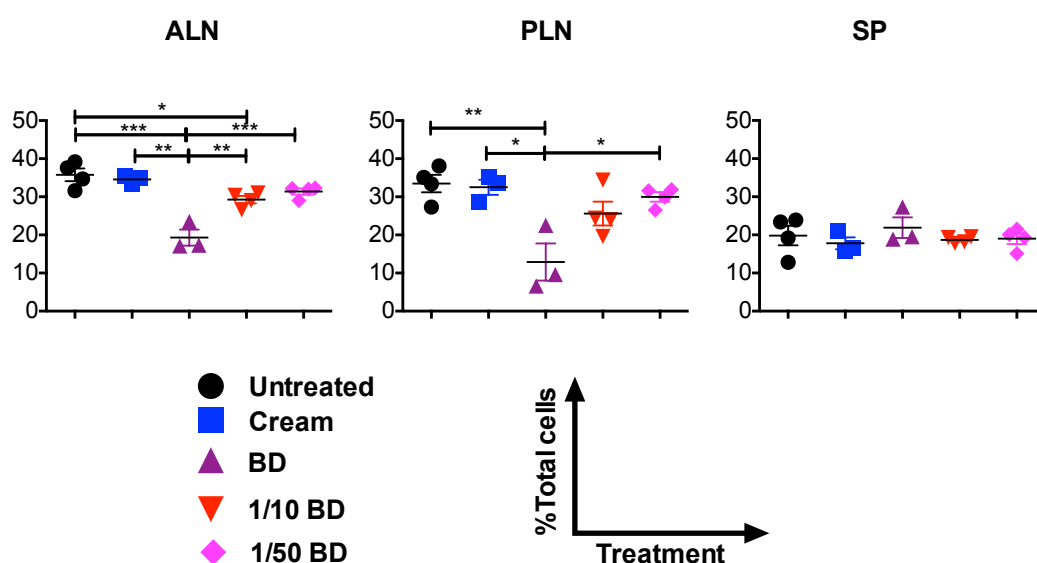 ALN PLN SP
50 50 50
* ** 
*** *** * *
** **
40 40 40
30 30 30
20 20 20
10 10 10
0 0 0
Untreated
Cream
BD
1/10 BD
1/50 BD
%Total cells
Treatment